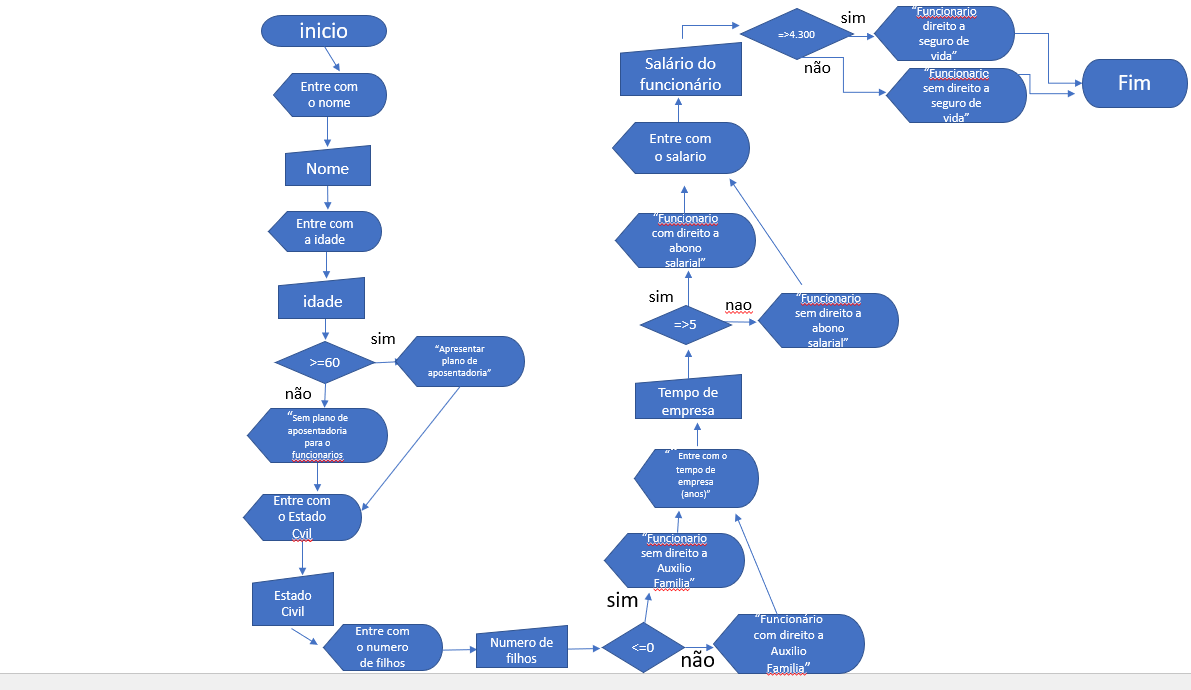 inicio
Entre com
o nome
Nome
Entre com
a idade
idade
>=60
sim
“Apresentar
plano de
aposentadoria”
não
“Sem plano de
aposentadoria
para o
funcionarios
Entre com
o Estado
Cvil
Estado
Civil
Entre com
o numero
de filhos
Numero de
filhos
<=0
sim
não
“Funcionário
com direito a
Auxilio
Familia”
“Funcionario
sem direito a
Auxilio
Familia”
“ Entre com o
tempo de
empresa
(anos)”
Tempo de
empresa
=>5
sim
nao
“Funcionario
sem direito a
abono
salarial”
“Funcionario
com direito a
abono
salarial”
Entre com
o salario
Salário do
funcionário
=>4.300
sim
não
“Funcionario
direito a
seguro de
vida”
“Funcionario
sem direito a
seguro de
vida”
Fim